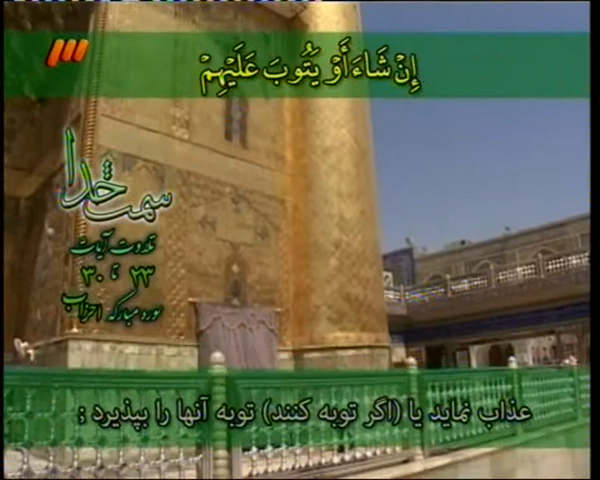 إِنْ شَاءَ أَوْ يَتُوبَ عَلَيْهِمْ
سمت خدا
تلاوت آیات
۲۳ تا ۳۰
سوره مبارکه احزاب
عذاب نماید یا (اگر توبه کنند) توبه آنها را بپذیرد ;